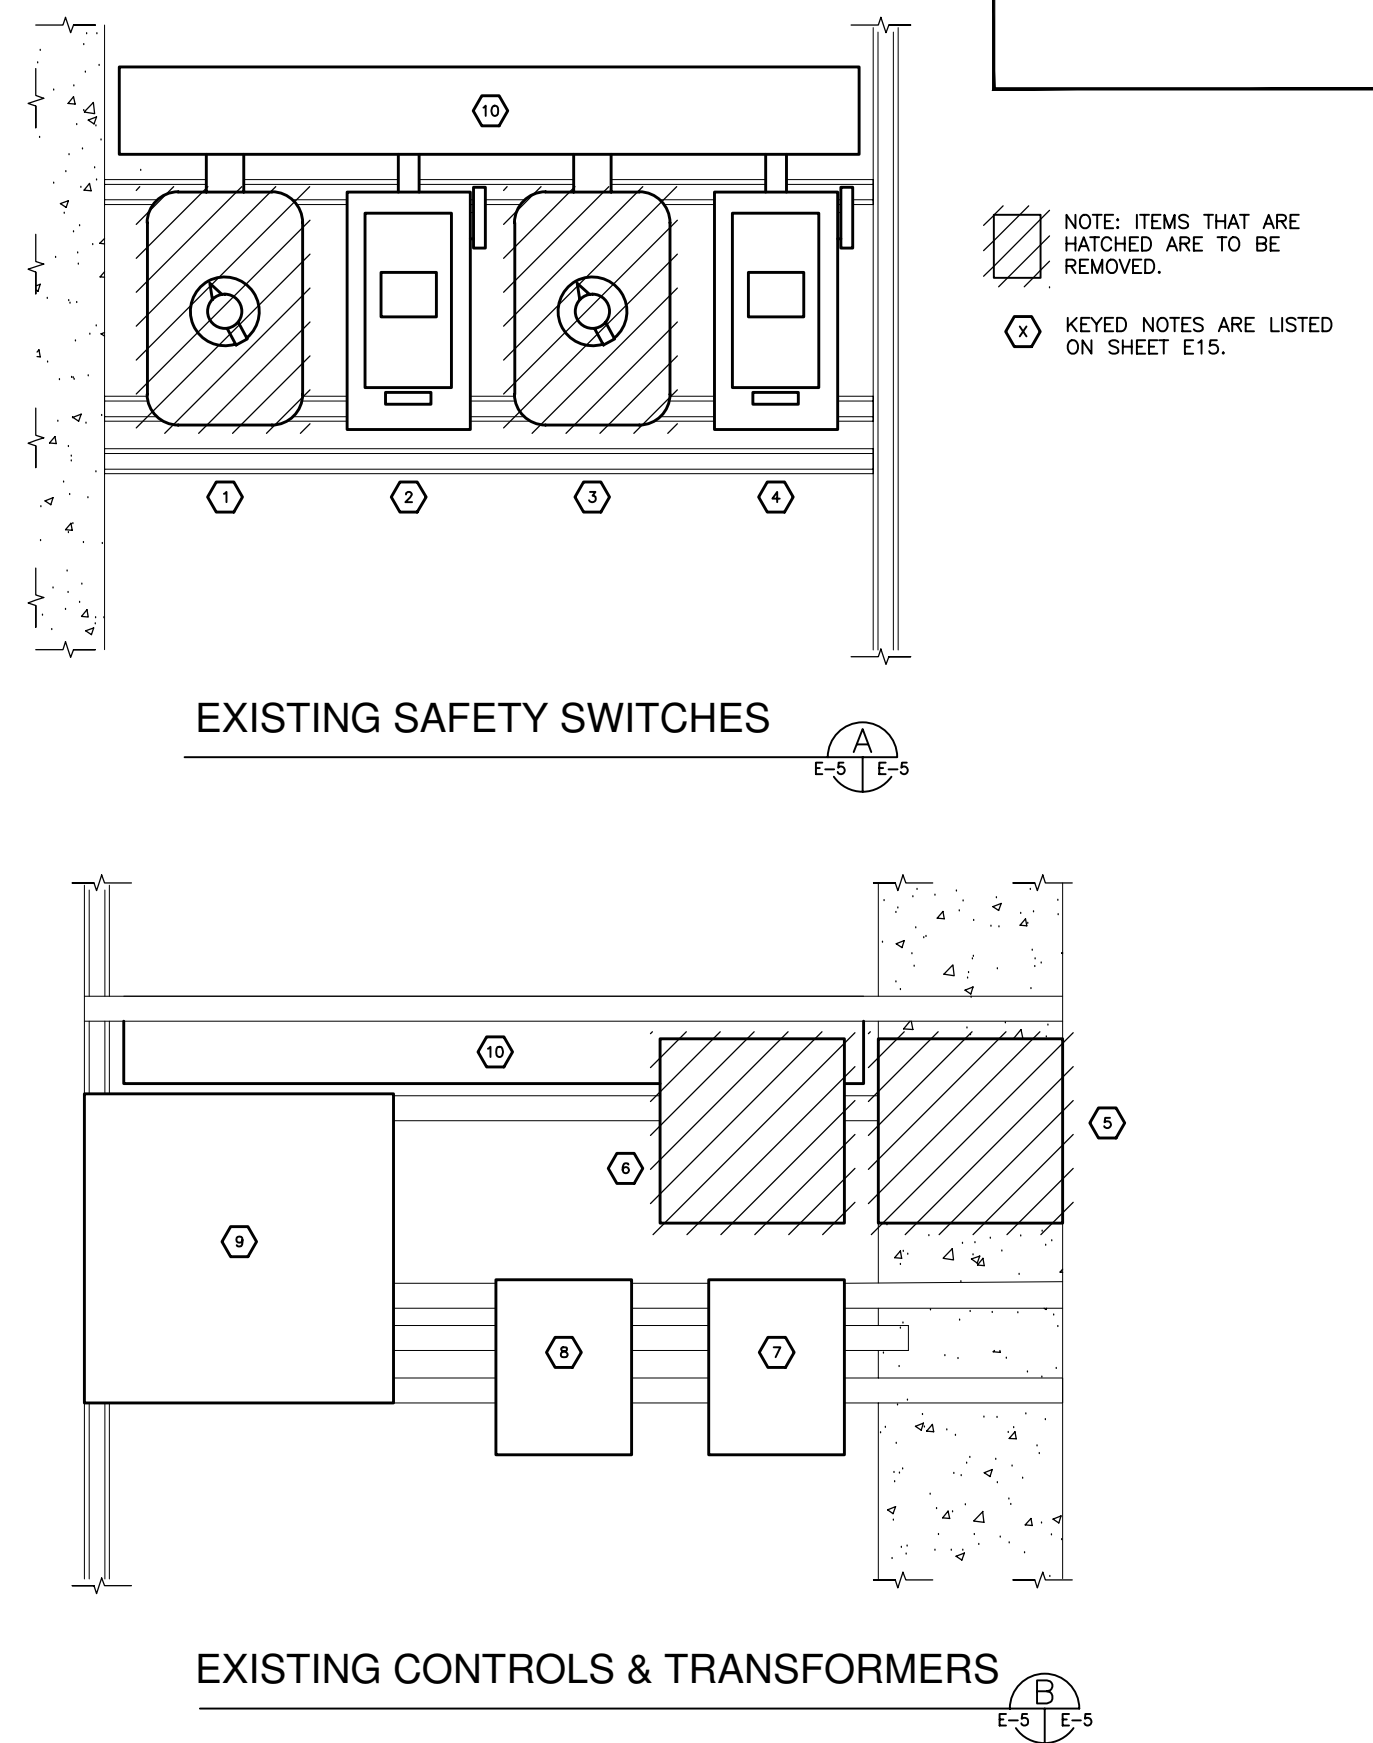 10
NOTE: ITEMS THAT ARE
HATCHED ARE TO BE
REMOVED.
X
KEYED NOTES ARE LISTED
ON SHEET E15.
1
2
3
4
EXISTING SAFETY SWITCHES
A
E-5
E-5
10
5
6
9
8
7
EXISTING CONTROLS & TRANSFORMERS
B
E-5
E-5